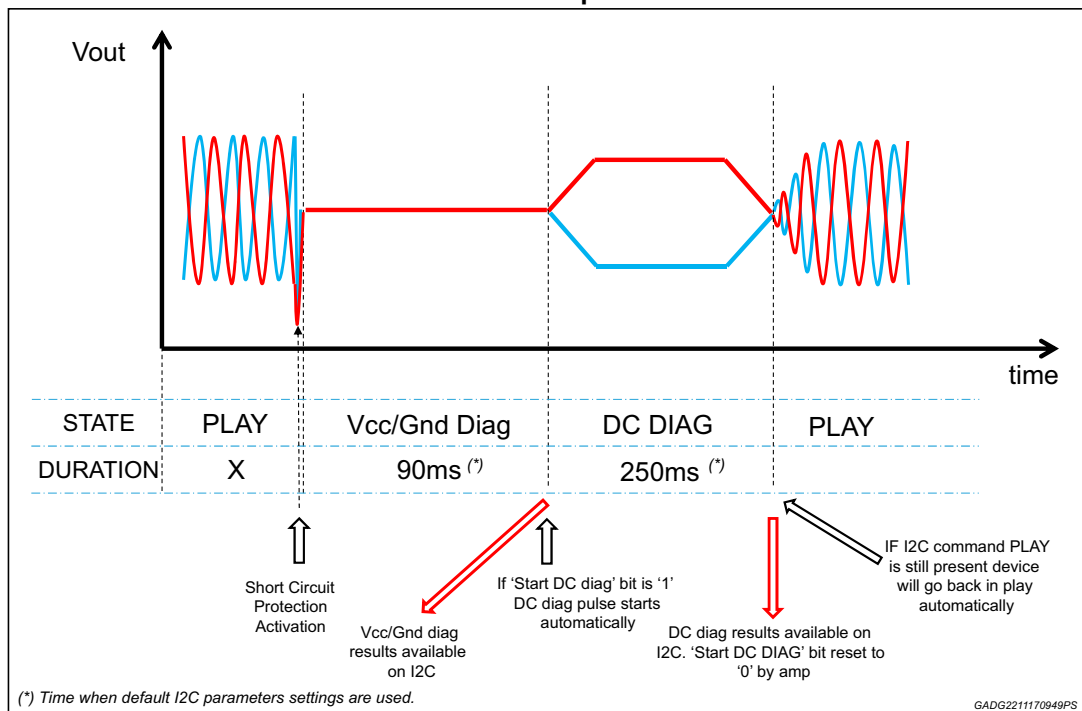 Vout
time
STATE PLAY Vcc/Gnd Diag DC DIAG PLAY
DURATION X 90ms (*) 250ms (*)
Short Circuit
Protection
Activation
Vcc/Gnd diag
results available
on I2C
If ‘Start DC diag’ bit is ‘1’
DC diag pulse starts
automatically
DC diag results available on
I2C. ‘Start DC DIAG’ bit reset to
‘0’ by amp
IF I2C command PLAY
is still present device
will go back in play
automatically
(*) Time when default I2C parameters settings are used.
GADG2211170949PS